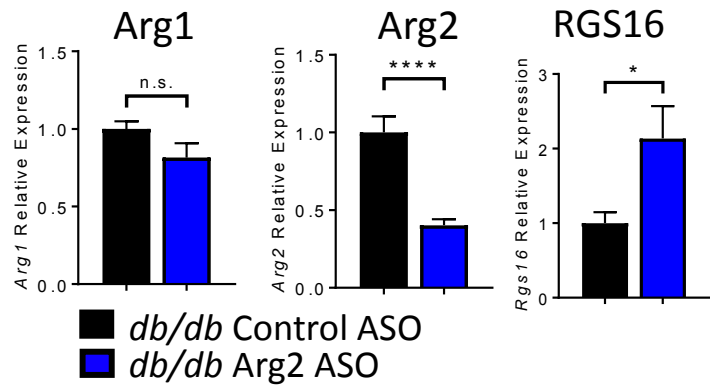 Arg1
Arg2
RGS16
Arg1 Relative Expression
1.5
1.0
0.5
0.0
n.s.
Arg2 Relative Expression
1.5
1.0
0.5
0.0
****
Rgs16 Relative Expression
3
2
1
0
*
db/db Control ASO
db/db Arg2 ASO